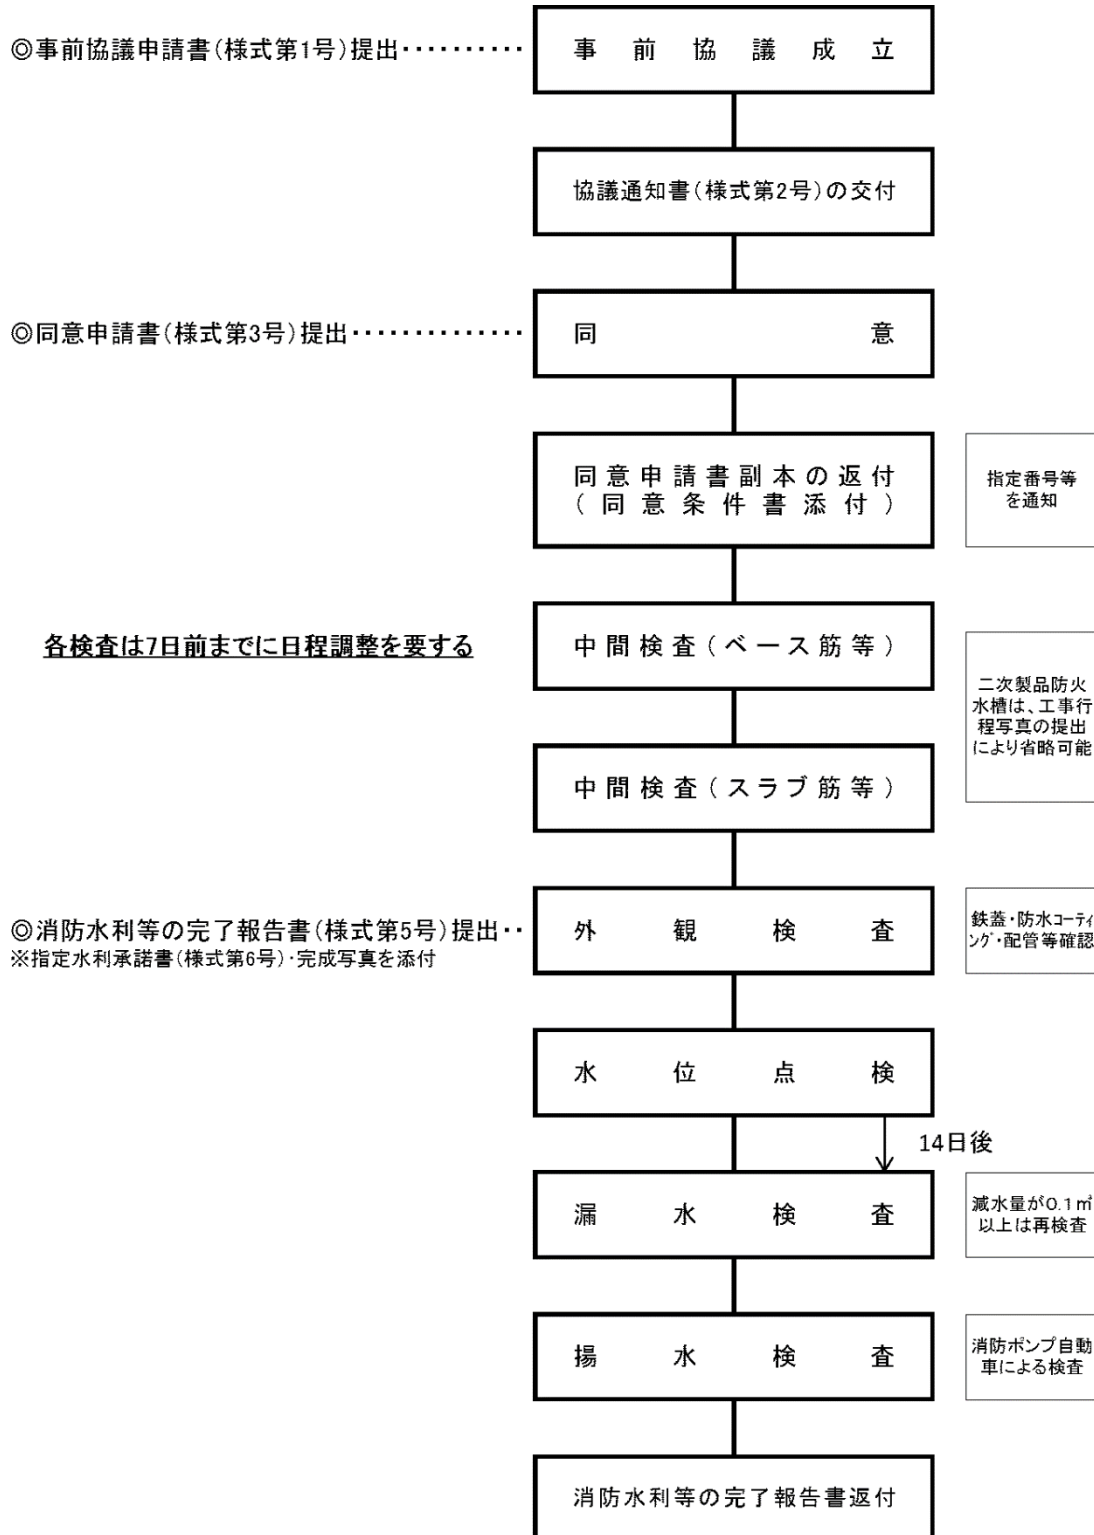 ◎事前協議申請書(様式第1号)提出・・・・・・・・・・
事前協議成立
協議通知書(様式第2号)の交付
◎同意申請書(様式第3号)提出・・・・・・・・・・・・・・
同意
同意申請書副本の返付
(同意条件書添付)
指定番号等
を通知
各検査は7日前までに日程調整を要する
中間検査(ベース筋等)
二次製品防火
水槽は、工事行
程写真の提出
により省略可能
中間検査(スラブ筋等)
◎消防水利等の完了報告書(様式第5号)提出・・
※指定水利承諾書(様式第6号)・完成写真を添付
外観検査
鉄蓋・防水コーティ
ング・配管等確認
水位点検
14日後
漏水検査
減水量が0.1㎥
以上は再検査
揚水検査
消防ポンプ自動
車による検査
消防水利等の完了報告書返付